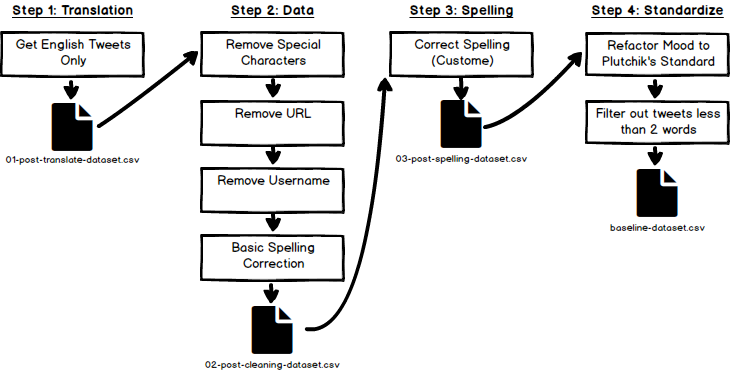 Step 1: Translation
Get English Tweets
Only
01-post-translate-dataset.csv
Step 2: Data
Remove Special
Characters
Remove URL
Remove Username
Basic Spelling
Correction
02-post-cleaning-dataset.csv
Step 3: Spelling
Correct Spelling
(Custome)
03-post-spelling-dataset.csv
Step 4: Standardize
Refactor Mood to
Plutchik's Standard
Filter out tweets less
than 2 words
baseline-dataset.csv